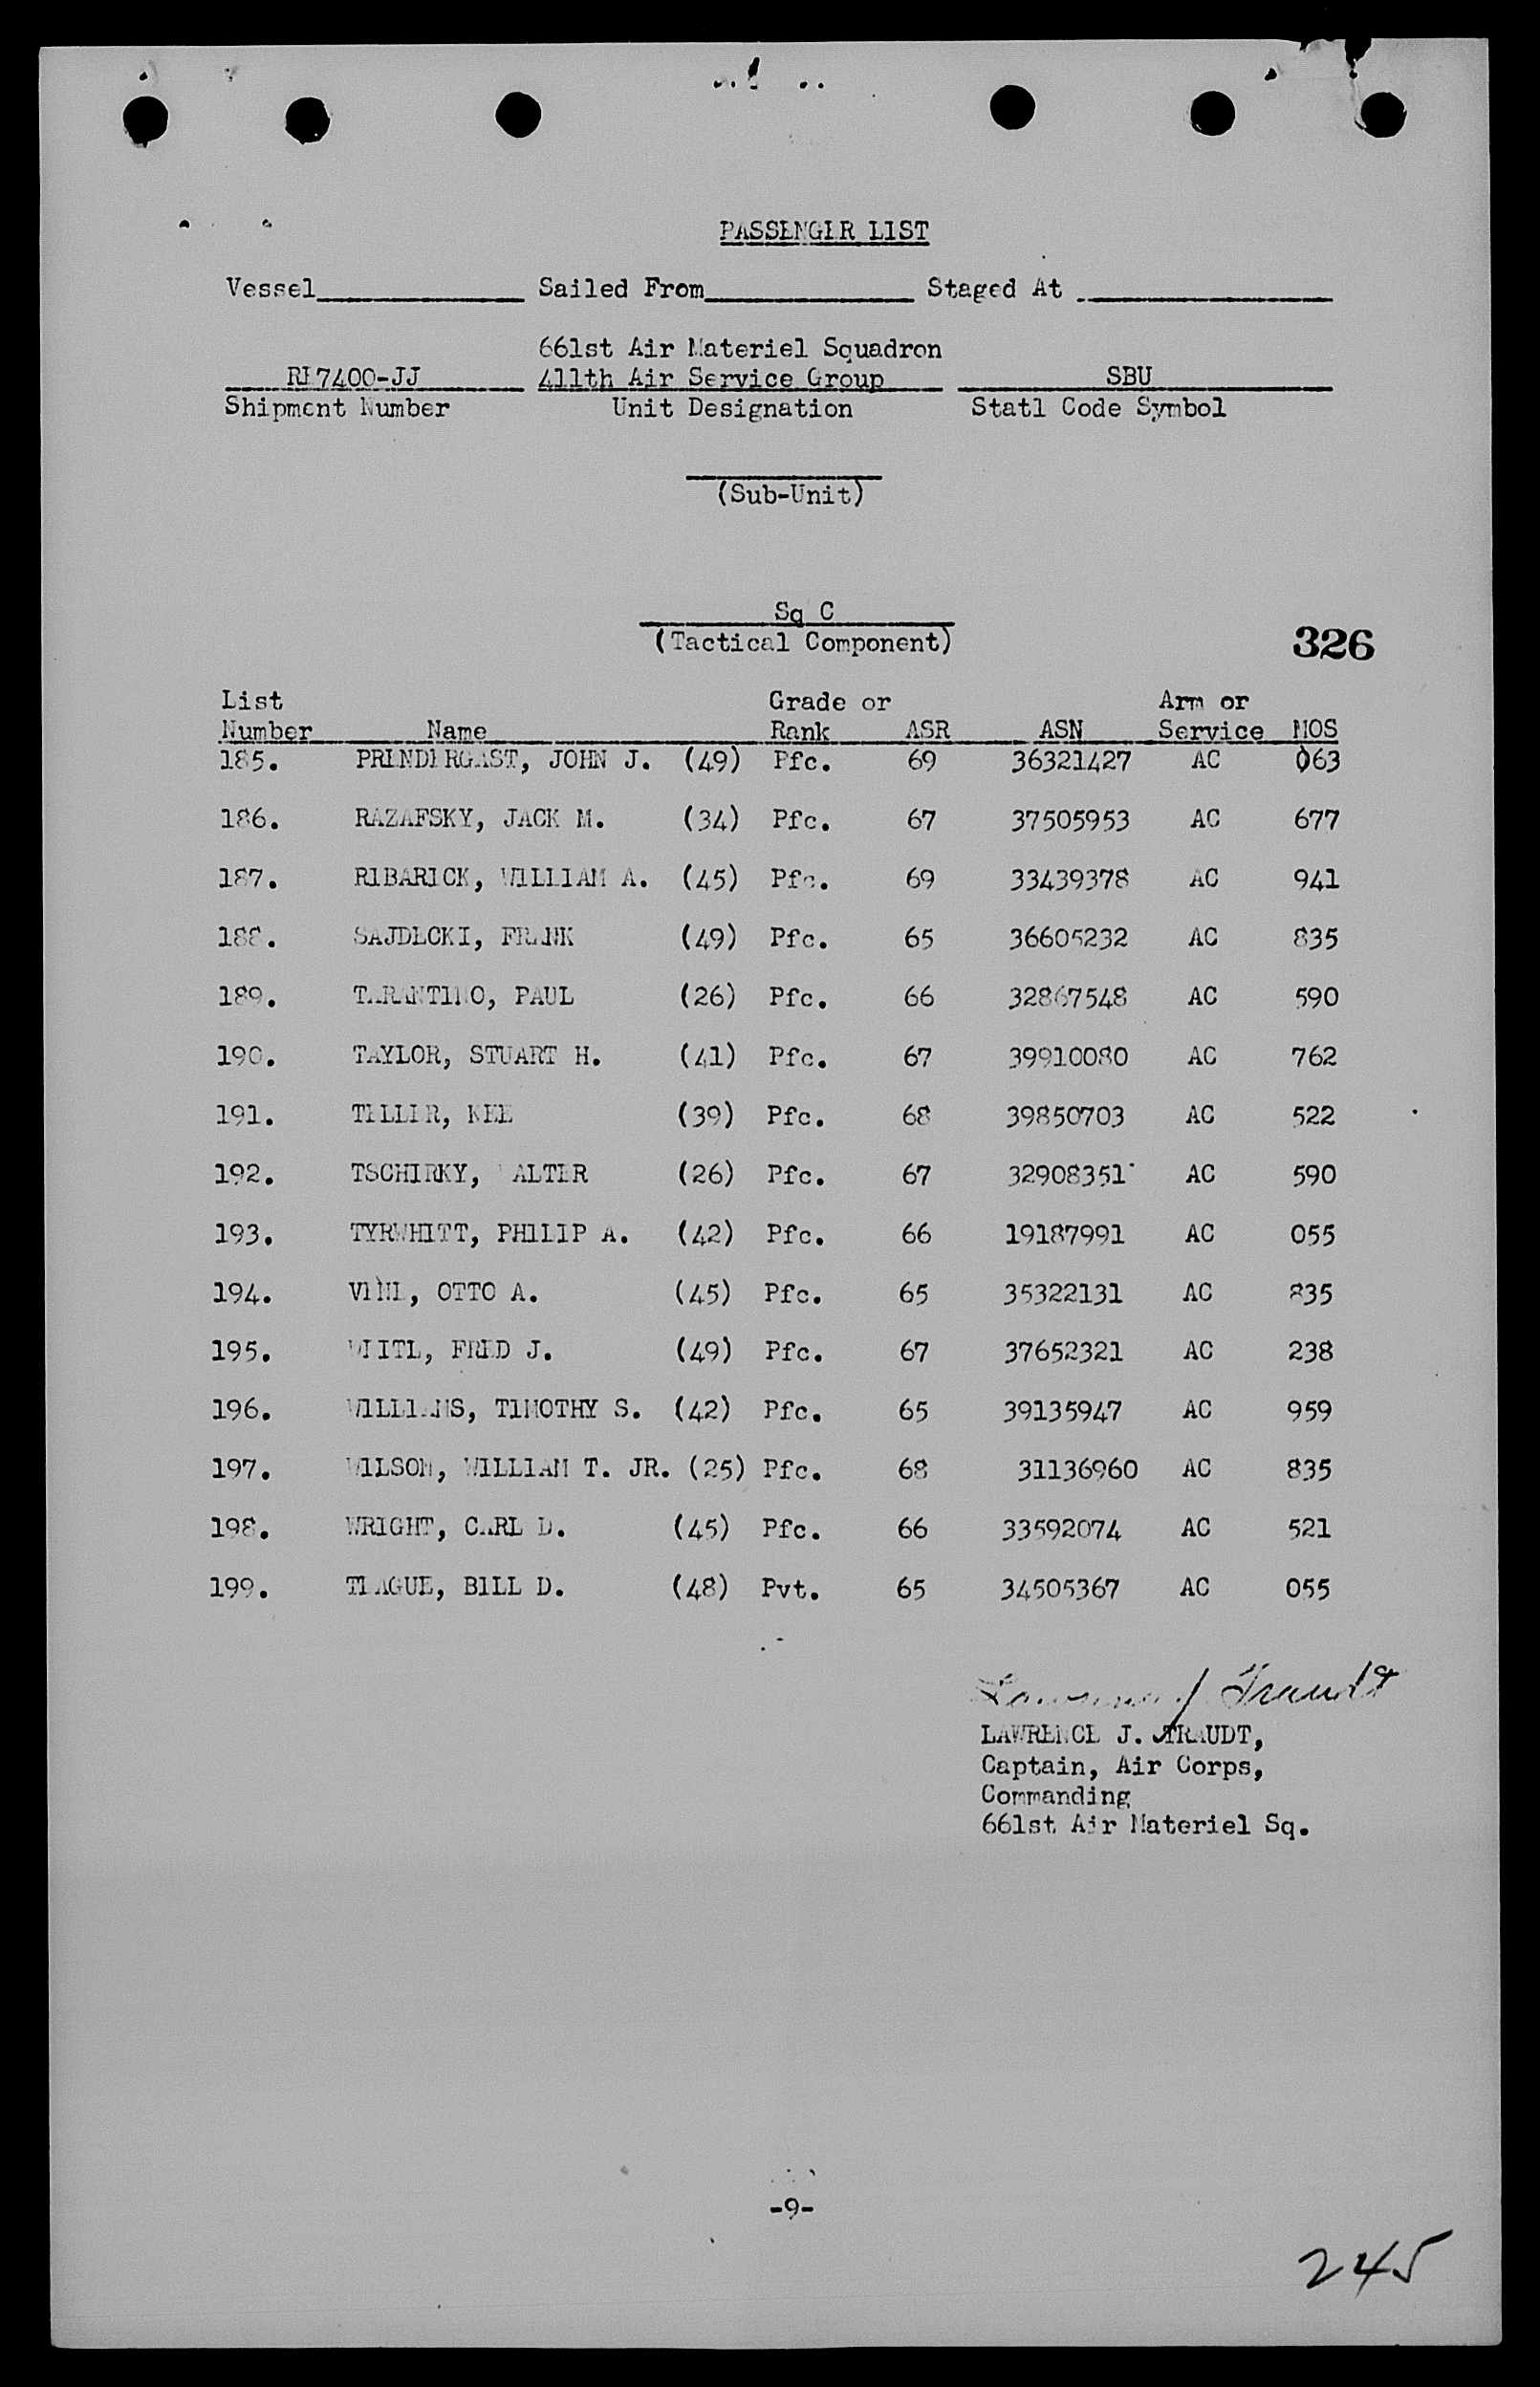 PASSENGER LIST
Vessel Sailed From Staged At
661st Air Materiel Squadron
RE7400-JJ 411th Air Service Group SBU
Shipment Number Unit Designation Statl Code Symbol
(Sub-Unit)
Sq C
(Tactical Component)
326
List Grade or Arm or
Number Name Rank ASR ASN Service MOS
185. PRENDERGAST, JOHN J. (49) Pfc. 69 36321427 AC 063
186. RAZAFSKY, JACK M. (34) Pfc. 67 37505953 AC 677
187. RIBARICK, WILLIAM A. (45) Pfc. 69 33439378 AC 941
188. SAJDECKI, FRANK (49) Pfc. 65 36605232 AC 835
189. TARANTINO, PAUL (26) Pfc. 66 32867548 AC 590
190. TAYLOR, STUART H. (41) Pfc. 67 39910080 AC 762
191. TELLER, KEE (39) Pfc. 68 39850703 AC 522
192. TSCHIRKY, WALTER (26) Pfc. 67 32908351 AC 590
193. TYRWHITT, PHILIP A. (42) Pfc. 66 19187991 AC 055
194. OTTO A. (45) Pfc. 65 35322131 AC 835
195. FRED J. (49) Pfc. 67 37652321 AC 238
196. WILLIAMS, TIMOTHY S. (42) Pfc. 65 39135947 AC 959
197. WILSON, WILLIAM T. JR. (25) Pfc. 68 31136960 AC 835
198. WRIGHT, CARL D. (45) Pfc. 66 33592074 AC 521
199. TEAGUE, BILL D. (48) Pvt. 65 34505367 AC 055
Lawrence J Traudt
LAWRENCE J. TRAUDT,
Captain, Air Corps,
Commanding
661st Air Materiel Sq.
-9-
245